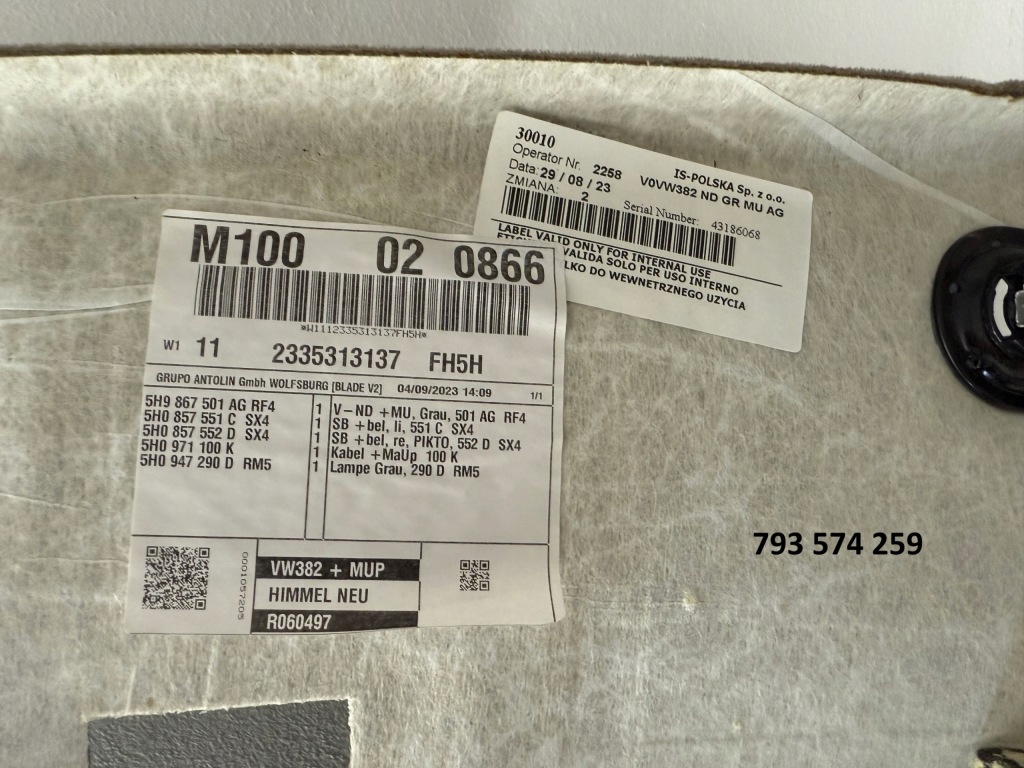 30010
IS-POLSKA Sp. z o.o.
Operator Nr. 2258 V0VW382 ND GR MU AG
Data: 29 / 08 / 23
ZMIANA: 2 Serial Number: 43186068
LABEL VALID ONLY FOR INTERNAL USE
VALIDA SOLO PER USO INTERNO
LKO DO WEWNETRZNEGO UZYCIA
M100 02 0866
*W1112335313137FH5H*
W1 11 2335313137 FH5H
GRUPO ANTOLIN Gmbh WOLFSBURG [BLADE V2] 04/09/2023 14:09 1/1
5H9 867 501 AG RF4 1 V-ND +MU, Grau, 501 AG RF4
5H0 857 551 C SX4 1 SB +bel, li, 551 C SX4
5H0 857 552 D SX4 1 SB +bel, re, PIKTO, 552 D SX4
5H0 971 100 K 1 Kabel +MaUp 100 K
5H0 947 290 D RM5 1 Lampe Grau, 290 D RM5
0001057205
VW382 + MUP
HIMMEL NEU
R060497
793 574 259